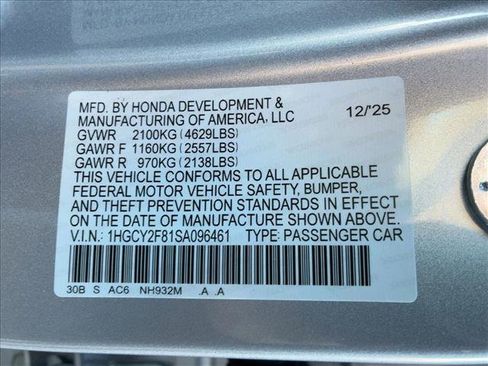 MFD. BY HONDA DEVELOPMENT &
MANUFACTURING OF AMERICA, LLC 12/'25
GVWR 2100KG (4629LBS)
GAWR F 1160KG (2557LBS)
GAWR R 970KG (2138LBS)
THIS VEHICLE CONFORMS TO ALL APPLICABLE
FEDERAL MOTOR VEHICLE SAFETY, BUMPER,
AND THEFT PREVENTION STANDARDS IN EFFECT
ON THE DATE OF MANUFACTURE SHOWN ABOVE.
V.I.N.: 1HGCY2F81SA096461 TYPE: PASSENGER CAR
30B S AC6 NH932M .A .A